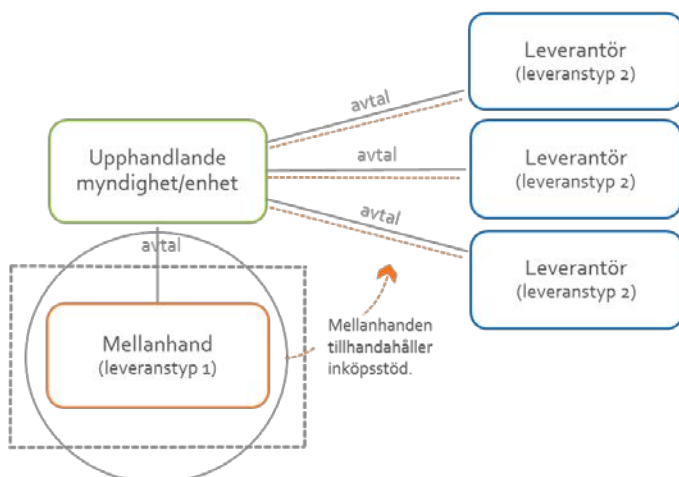 Leverantör
(leveranstyp 2)
avtal
Upphandlande
myndighet/enhet
avtal
Leverantör
(leveranstyp 2)
avtal
Leverantör
(leveranstyp 2)
avtal
Mellanhand
(leveranstyp 1)
Mellanhanden
tillhandahåller
inköpsstöd.